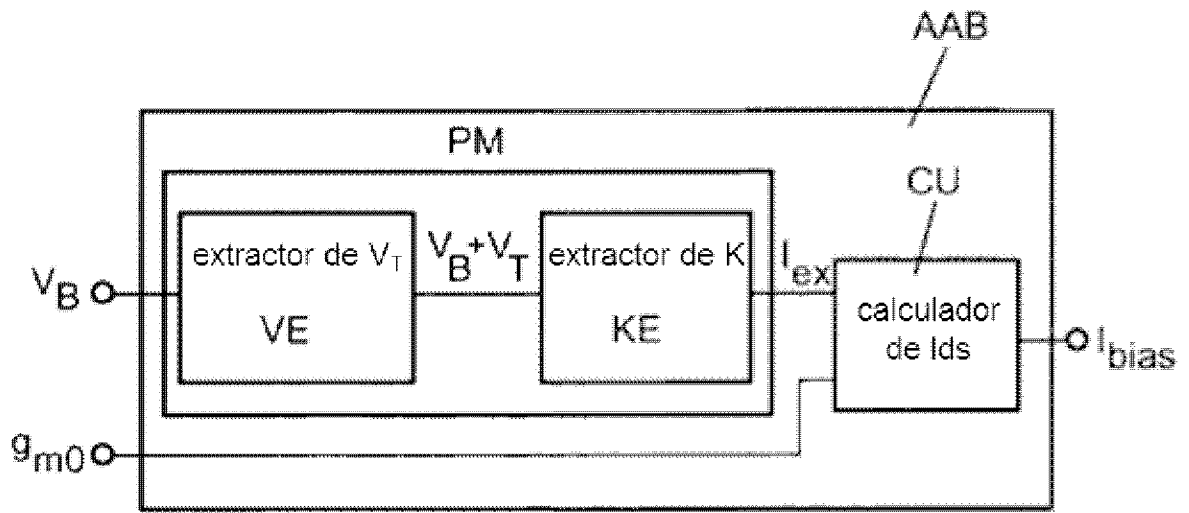 AAB
PM
CU
extractor de V_T
V_B+V_T
extractor de K
I_ex
V_B
VE
KE
calculador
de Ids
I_bias
g_m0